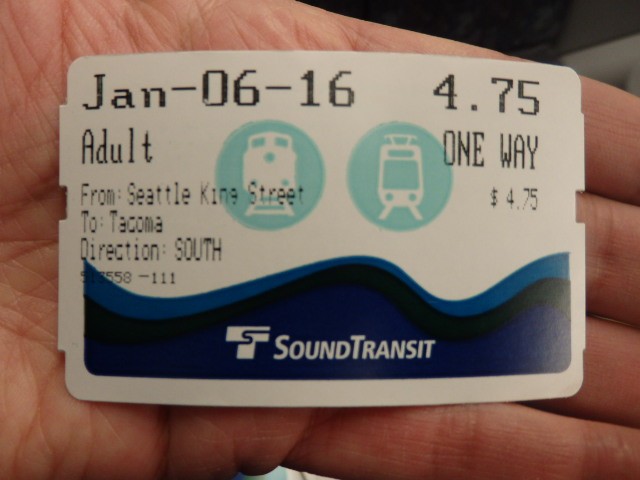 Jan-06-16 4.75
Adult ONE WAY
From: Seattle King Street $ 4.75
To: Tacoma
Direction: SOUTH
-111
SOUNDTRANSIT